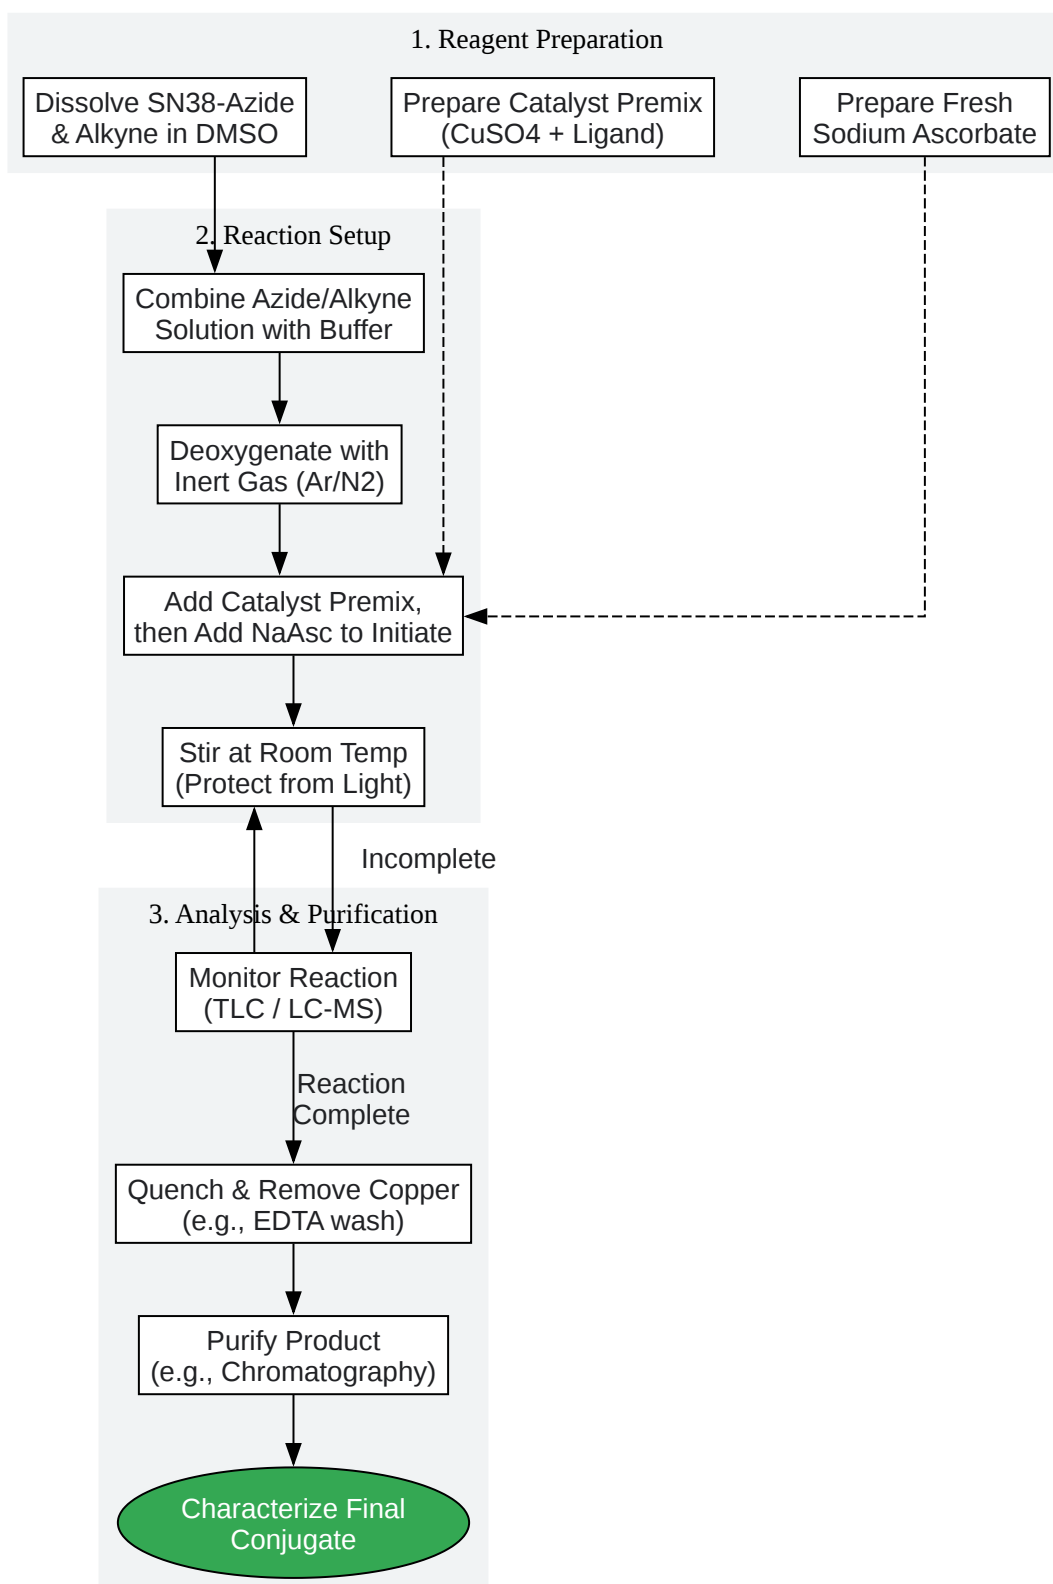 1. Reagent Preparation
Dissolve SN38-Azide
& Alkyne in DMSO
Prepare Catalyst Premix
(CuSO4 + Ligand)
Prepare Fresh
Sodium Ascorbate
2. Reaction Setup
Combine Azide/Alkyne
Solution with Buffer
Deoxygenate with
Inert Gas (Ar/N2)
Add Catalyst Premix,
then Add NaAsc to Initiate
Stir at Room Temp
(Protect from Light)
Incomplete
3. Analysis & Purification
Monitor Reaction
(TLC / LC-MS)
Reaction
Complete
Quench & Remove Copper
(e.g., EDTA wash)
Purify Product
(e.g., Chromatography)
Characterize Final
Conjugate